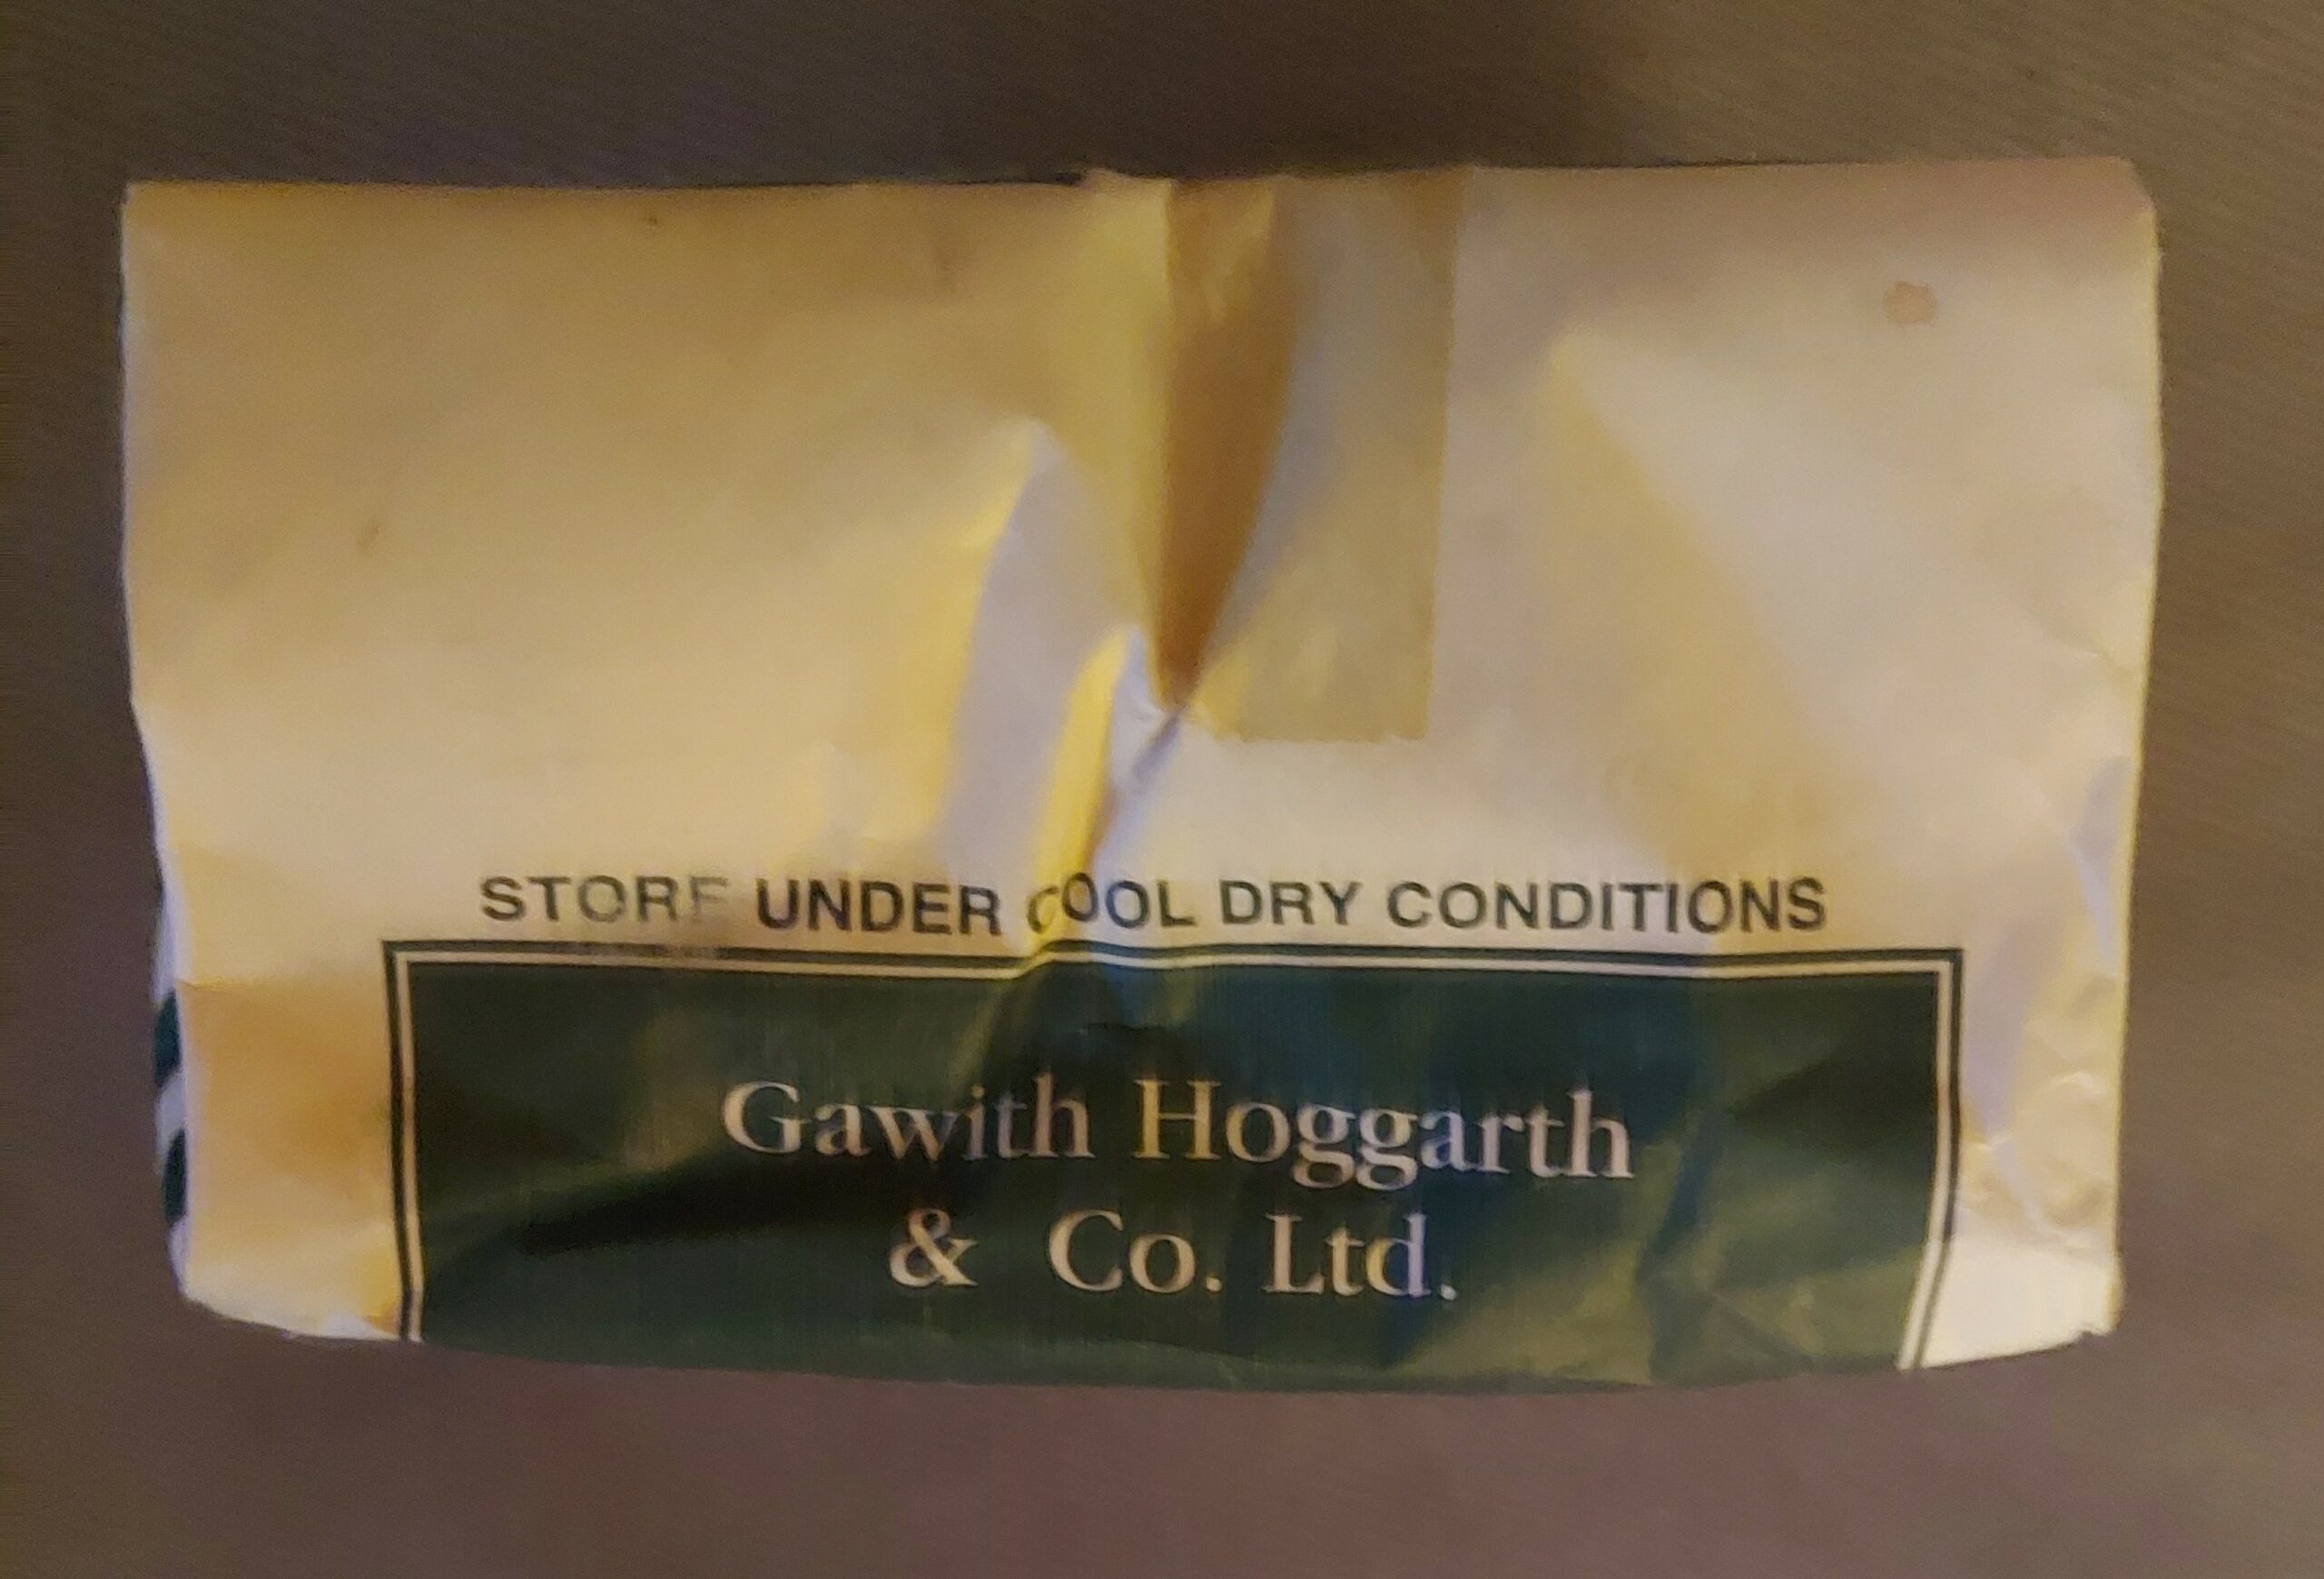 STORE UNDER COOL DRY CONDITIONS
Gawith Hoggarth
& Co. Ltd.